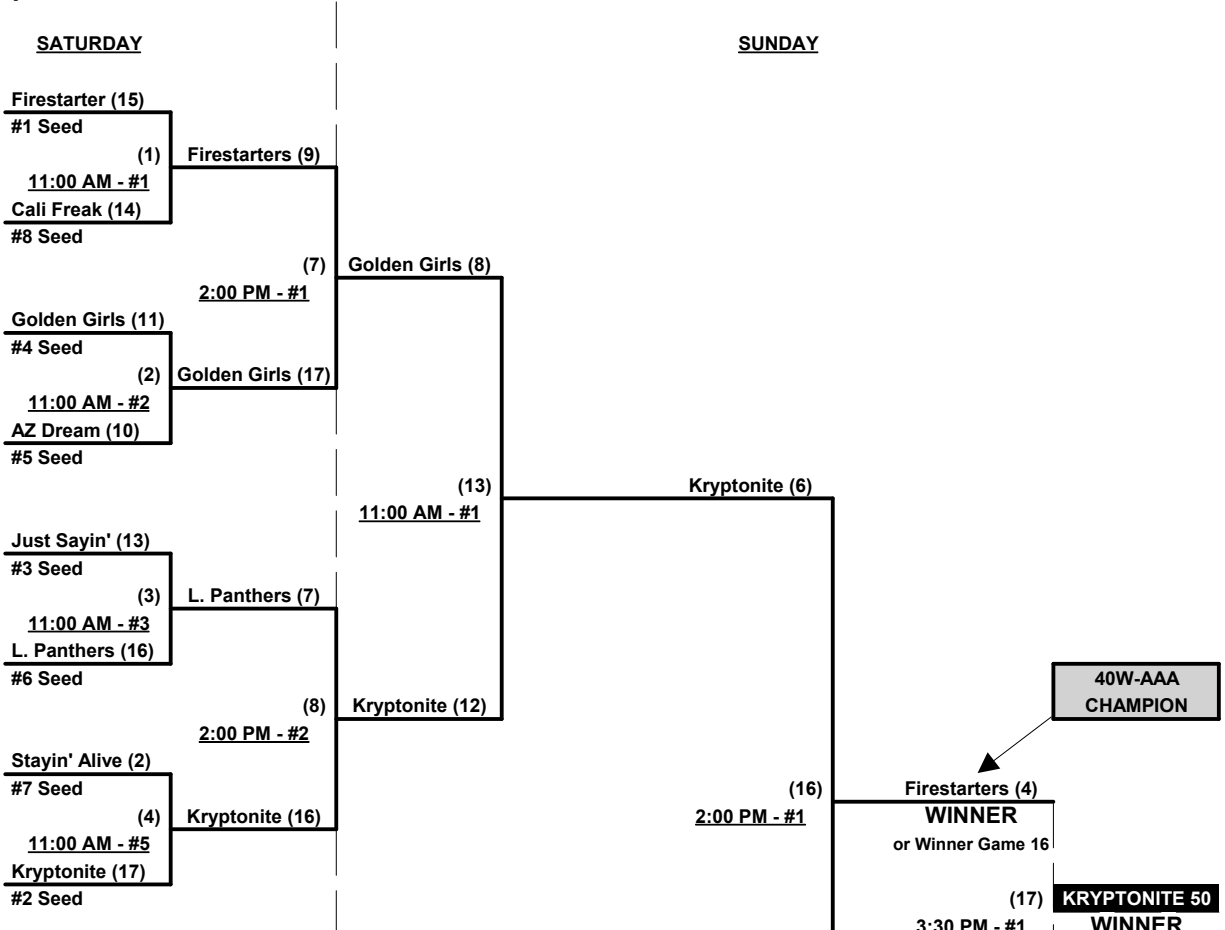 SATURDAY
SUNDAY
Firestarter (15)
#1 Seed
(1)
Firestarters (9)
11:00 AM - #1
Cali Freak (14)
#8 Seed
(7)
Golden Girls (8)
2:00 PM - #1
Golden Girls (11)
#4 Seed
(2)
Golden Girls (17)
11:00 AM - #2
AZ Dream (10)
#5 Seed
(13)
Kryptonite (6)
11:00 AM - #1
Just Sayin' (13)
#3 Seed
(3)
L. Panthers (7)
11:00 AM - #3
L. Panthers (16)
#6 Seed
40W-AAA
CHAMPION
(8)
Kryptonite (12)
2:00 PM - #2
Stayin' Alive (2)
#7 Seed
(16)
Firestarters (4)
(4)
Kryptonite (16)
2:00 PM - #1
WINNER
11:00 AM - #5
or Winner Game 16
Kryptonite (17)
#2 Seed
(17)
KRYPTONITE 50
3:30 PM - #1
WINNER